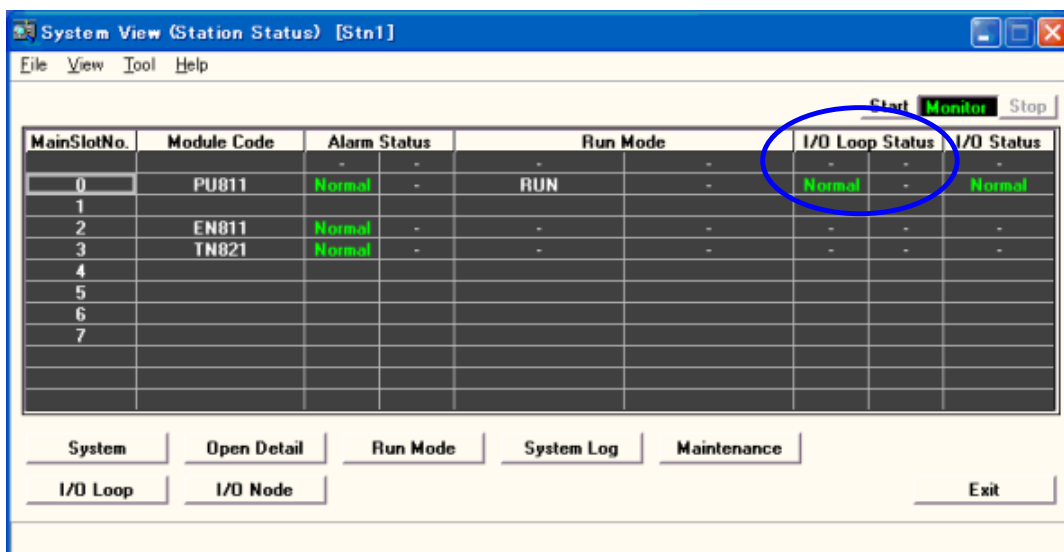 System View (Station Status) [Stn1]
File View Tool Help
Start Monitor Stop
MainSlotNo. Module Code Alarm Status Run Mode I/O Loop Status I/O Status
- - - - - - -
0 PU811 Normal - RUN - Normal - Normal
1
2 EN811 Normal - - - - - -
3 TN821 Normal - - - - - -
4
5
6
7
System Open Detail Run Mode System Log Maintenance
I/O Loop I/O Node Exit